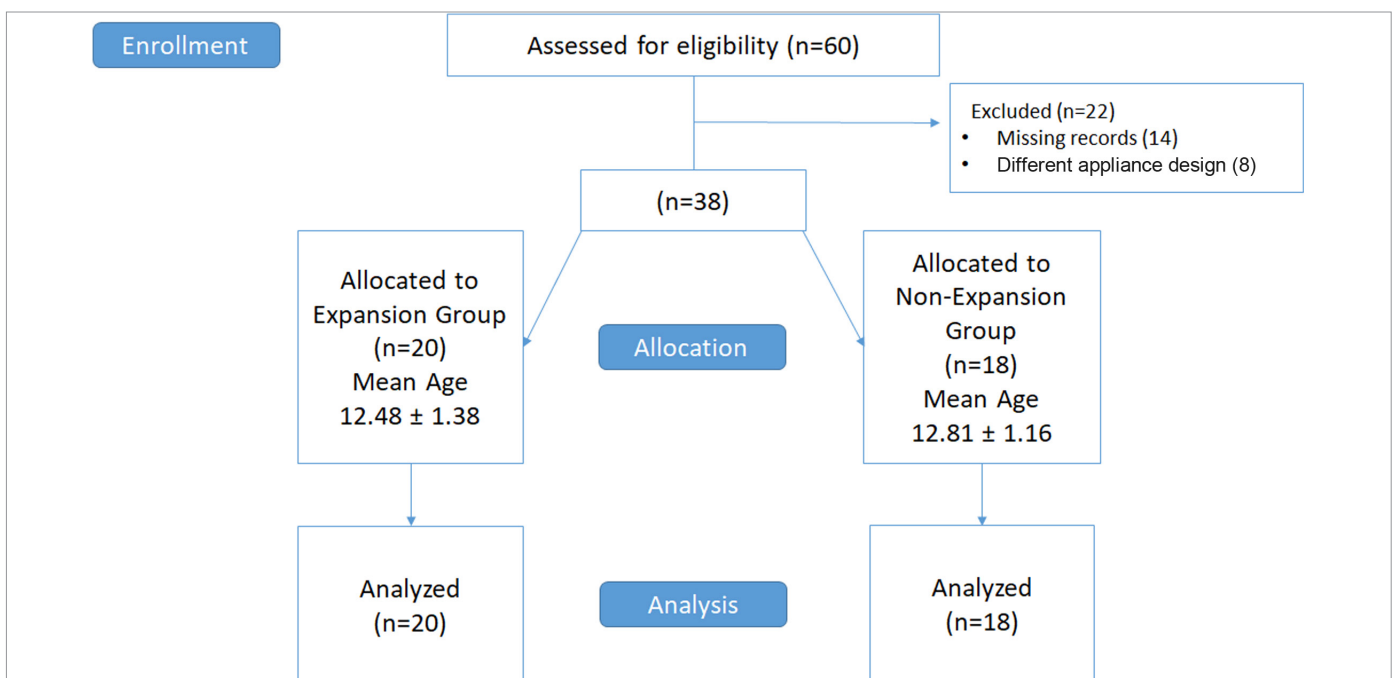 Enrollment
Assessed for eligibility (n=60)
Excluded (n=22)
• Missing records (14)
• Different appliance design (8)
(n=38)
Allocated to
Expansion Group
(n=20)
Mean Age
12.48 ± 1.38
Allocation
Allocated to
Non-Expansion
Group
(n=18)
Mean Age
12.81 ± 1.16
Analyzed
(n=20)
Analysis
Analyzed
(n=18)